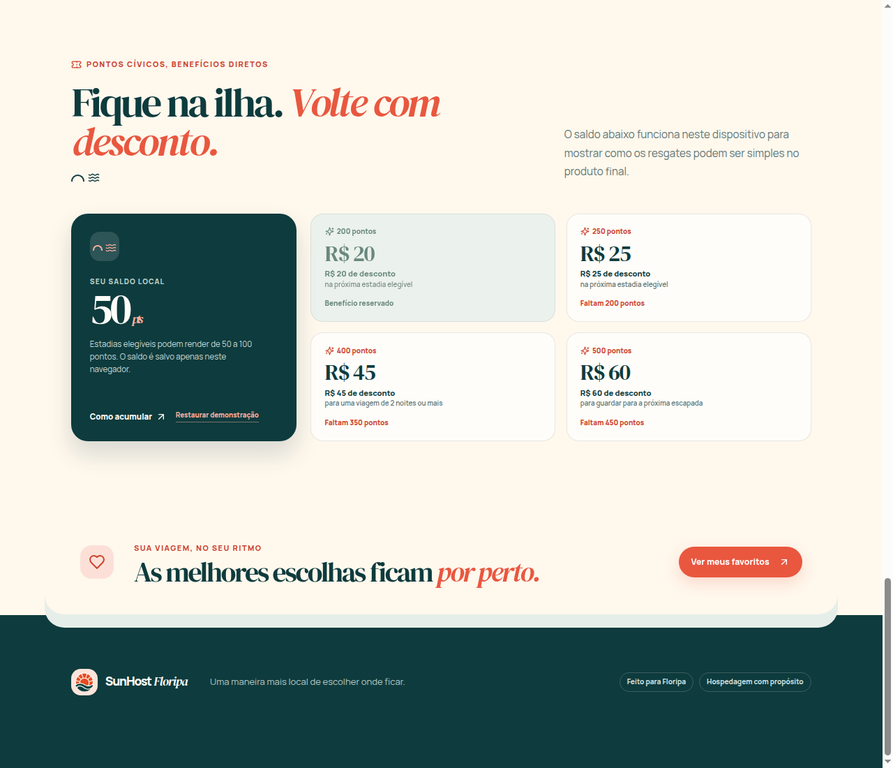 PONTOS CÍVICOS, BENEFÍCIOS DIRETOS
Fique na ilha. Volte com
desconto.
O saldo abaixo funciona neste dispositivo para
mostrar como os resgates podem ser simples no
produto final.
SEU SALDO LOCAL
50 pts
Estadias elegíveis podem render de 50 a 100
pontos. O saldo é salvo apenas neste
navegador.
Como acumular
Restaurar demonstração
200 pontos
R$ 20
R$ 20 de desconto
na próxima estadia elegível
Benefício reservado
250 pontos
R$ 25
R$ 25 de desconto
na próxima estadia elegível
Faltam 200 pontos
400 pontos
R$ 45
R$ 45 de desconto
para uma viagem de 2 noites ou mais
Faltam 350 pontos
500 pontos
R$ 60
R$ 60 de desconto
para guardar para a próxima escapada
Faltam 450 pontos
SUA VIAGEM, NO SEU RITMO
As melhores escolhas ficam por perto.
Ver meus favoritos
SunHost Floripa
Uma maneira mais local de escolher onde ficar.
Feito para Floripa
Hospedagem com propósito